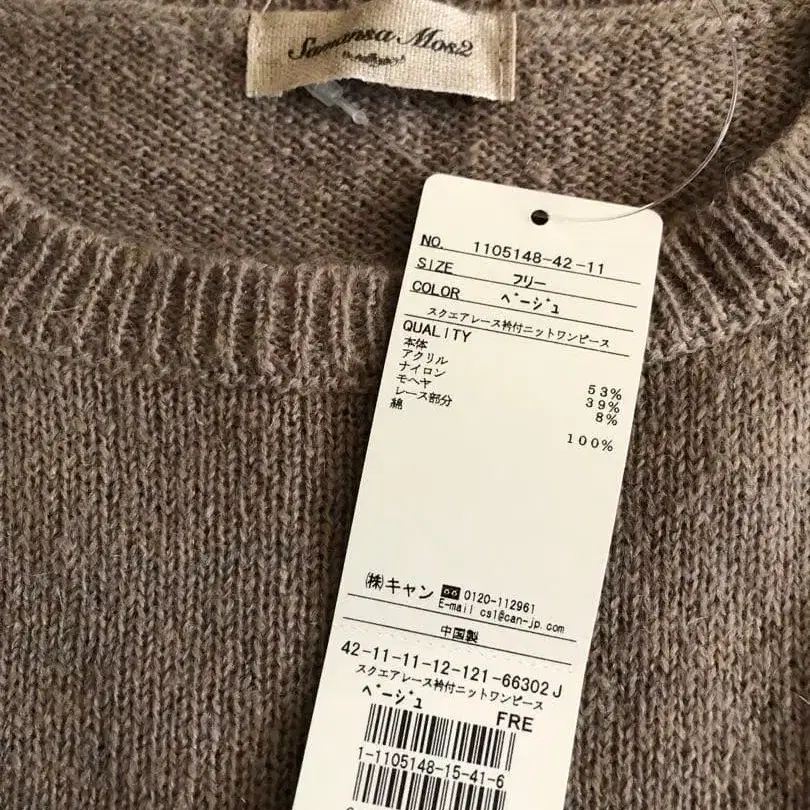 Samansa Mos2
NO. 1105148-42-11
SIZE フリー
COLOR ベージュ
スクエアレース衿付ニットワンピース
QUALITY
本体
アクリル 53%
ナイロン 39%
モヘヤ 8%
レース部分
綿 100%
㈱キャン 0120-112961
E-mail cs1@can-jp.com
中国製
42-11-11-12-121-66302 J
スクエアレース衿付ニットワンピース
ベージュ
FRE
1-1105148-15-41-6